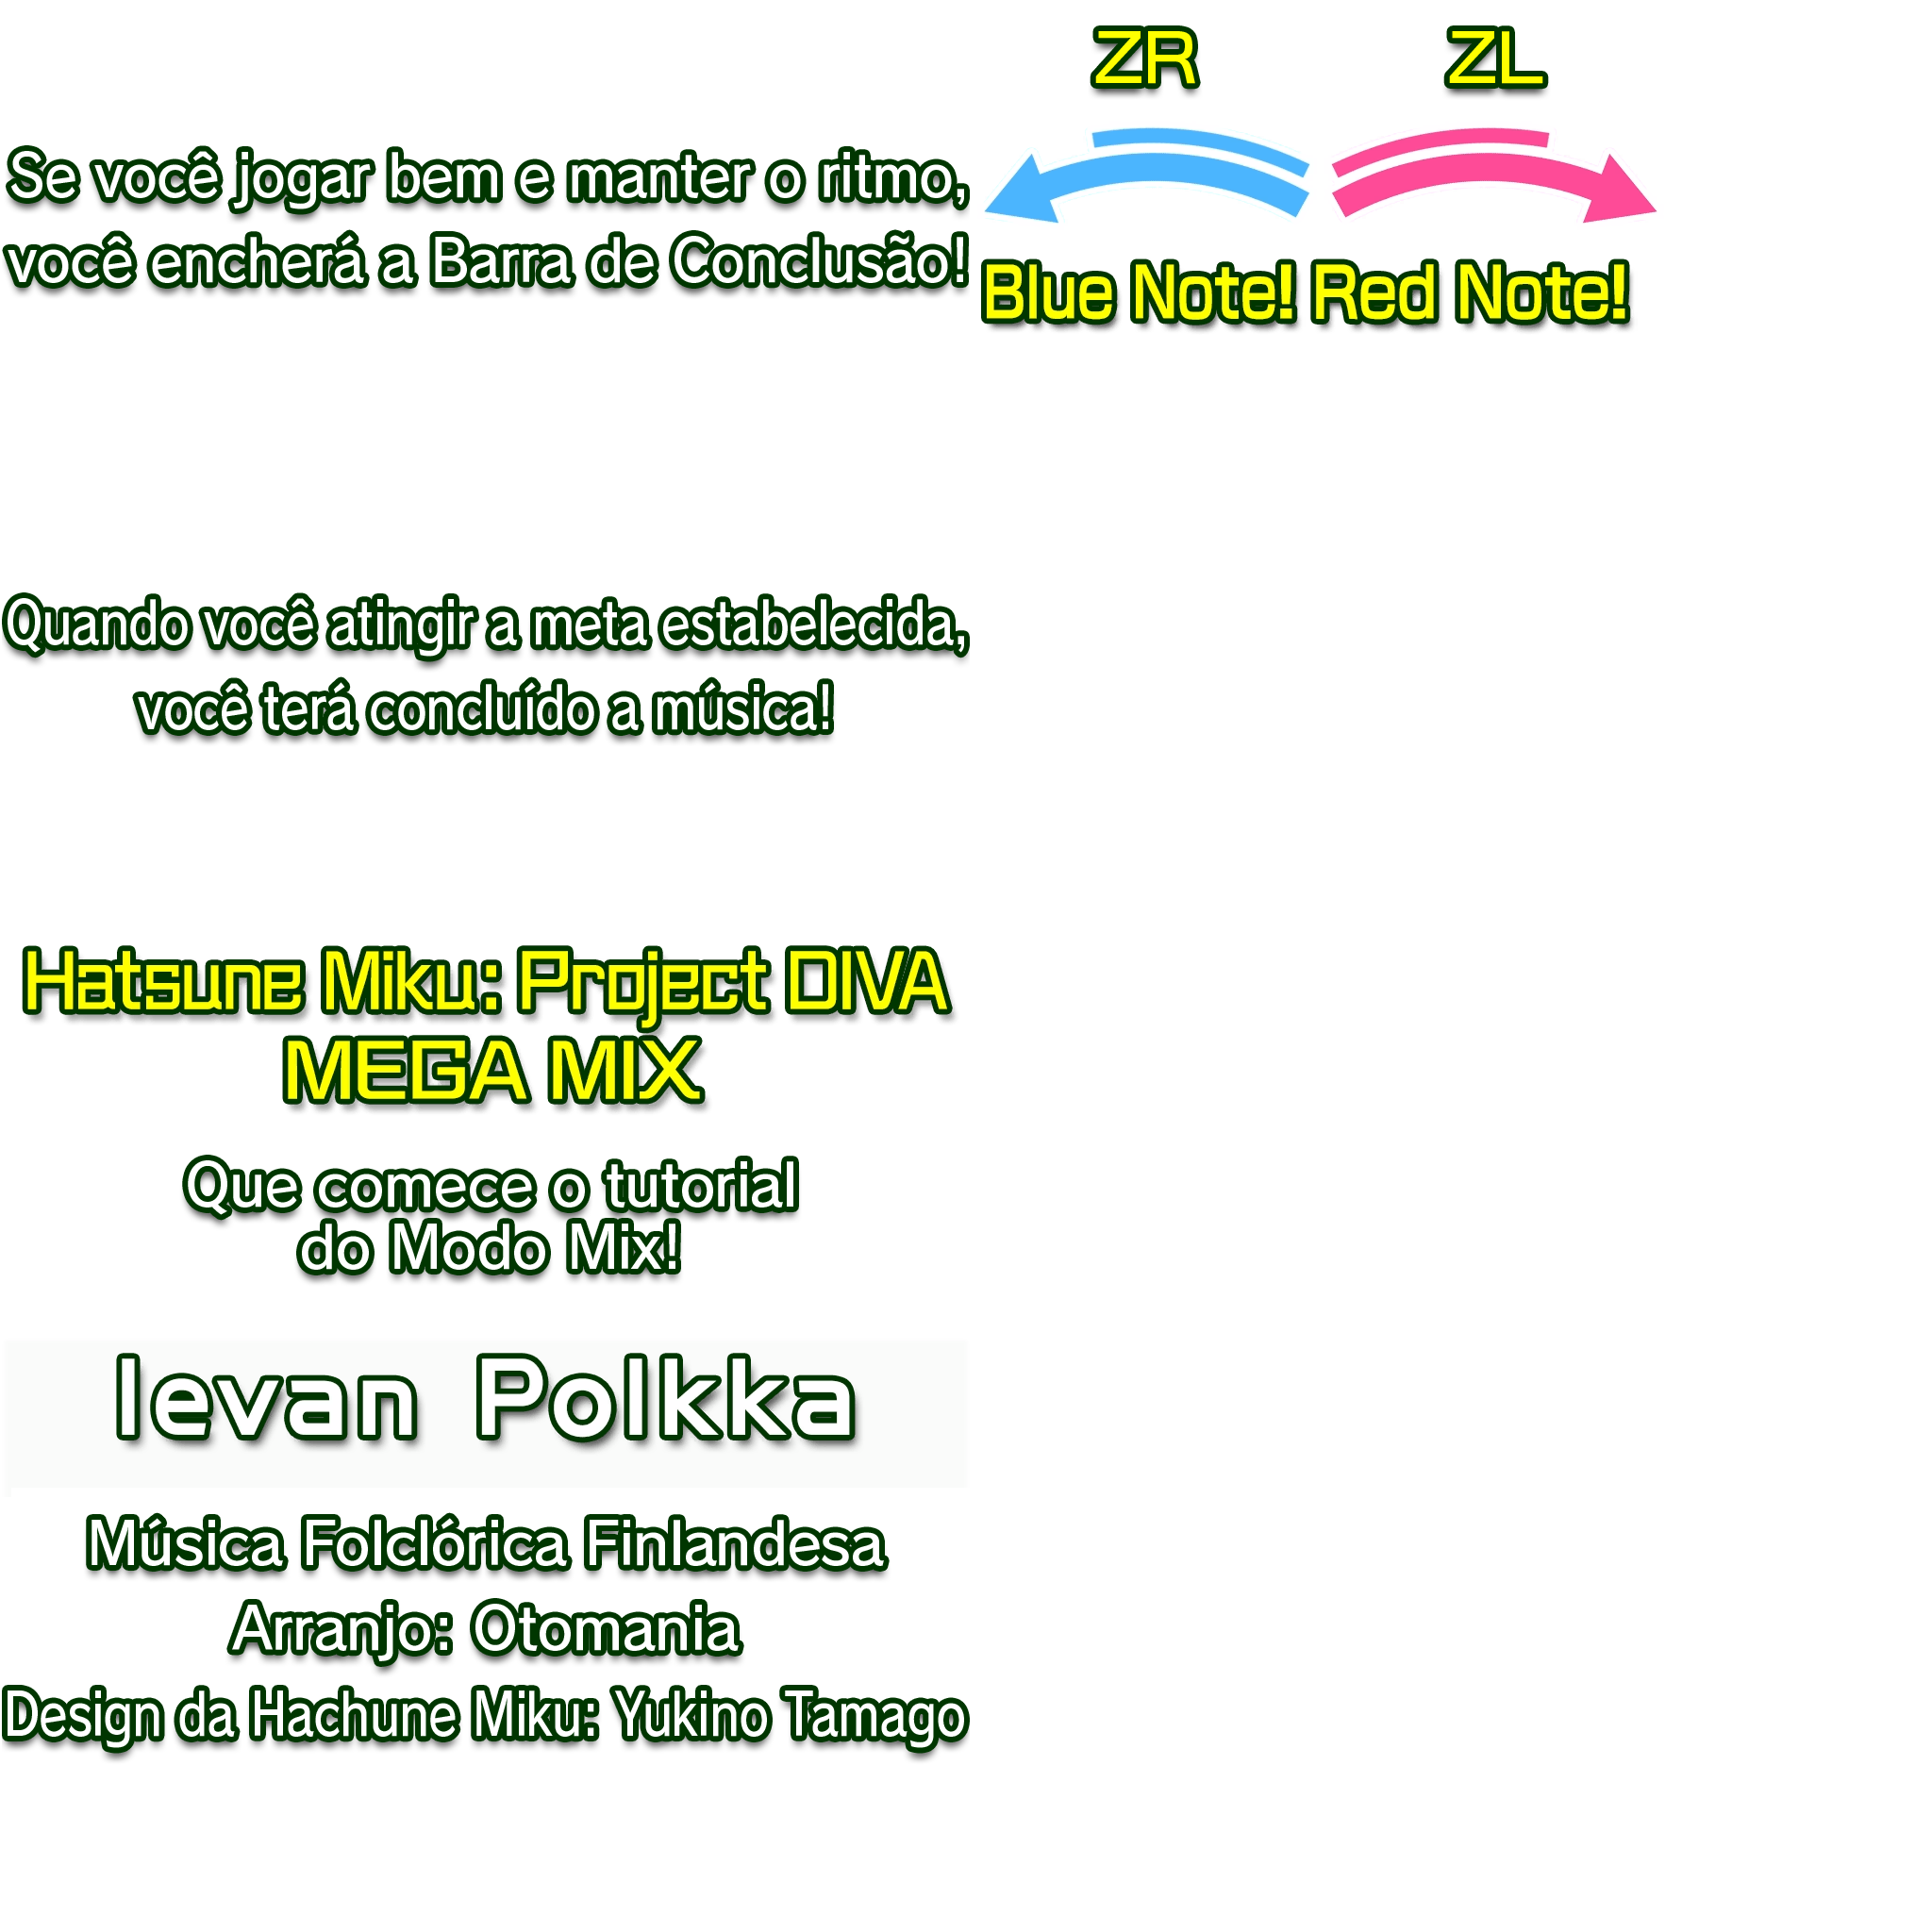 Se você jogar bem e manter o ritmo,
você encherá a Barra de Conclusão!
ZR
ZL
Blue Note!
Red Note!
Quando você atingir a meta estabelecida,
você terá concluído a música!
Hatsune Miku: Project DIVA
MEGA MIX
Que comece o tutorial
do Modo Mix!
Ievan Polkka
Música Folclórica Finlandesa
Arranjo: Otomania
Design da Hachune Miku: Yukino Tamago